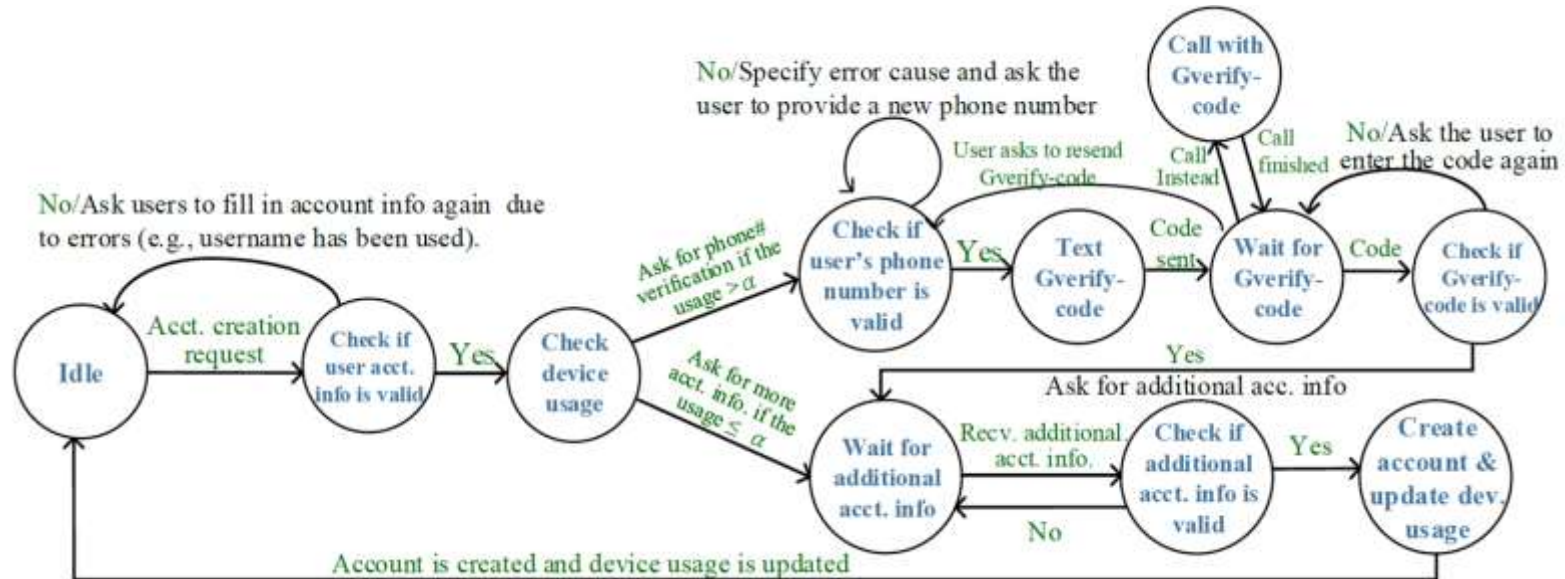 Call with
Gverify-
code
No/Specify error cause and ask the
user to provide a new phone number
No/Ask the user to
enter the code again
User asks to resend
Gverify-code
Call
Instead
Call
finished
No/Ask users to fill in account info again due
to errors (e.g., username has been used).
Ask for phone#
verification if the
usage > α
Check if
user's phone
number is
valid
Yes
Text
Gverify-
code
Code
sent
Wait for
Gverify-
code
Code
Check if
Gverify-
code is valid
Idle
Acct. creation
request
Check if
user acct.
info is valid
Yes
Check
device
usage
Ask for more
acct. info. if the
usage ≤ α
Yes
Ask for additional acc. info
Wait for
additional
acct. info
Recv. additional
acct. info.
No
Check if
additional
acct. info is
valid
Yes
Create
account &
update dev.
usage
Account is created and device usage is updated